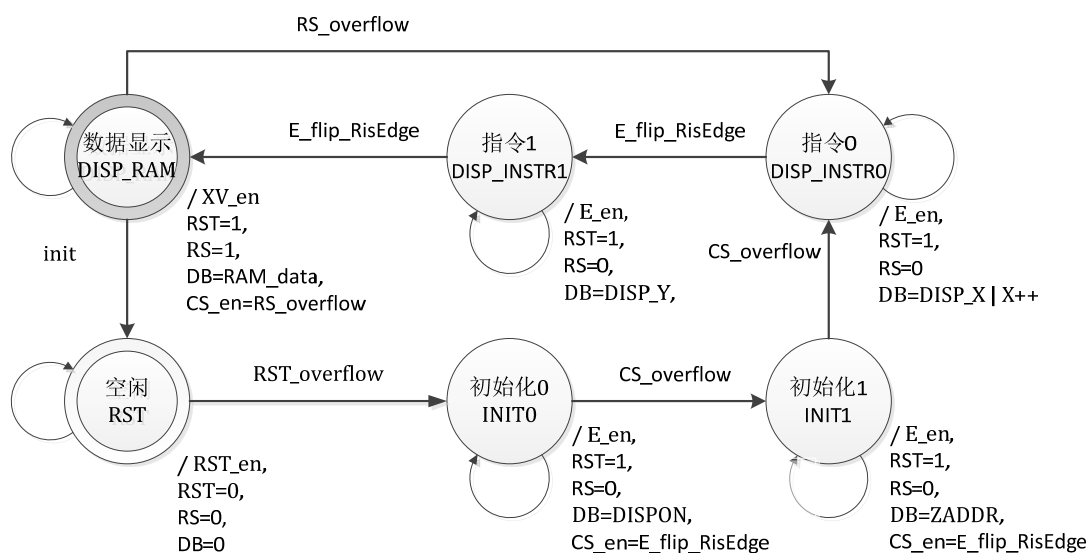 RS_overflow
数据显示
DISP_RAM
E_flip_RisEdge
指令1
DISP_INSTR1
E_flip_RisEdge
指令0
DISP_INSTR0
/ XV_en
RST=1,
RS=1,
DB=RAM_data,
CS_en=RS_overflow
/ E_en,
RST=1,
RS=0,
DB=DISP_Y,
/ E_en,
RST=1,
RS=0
DB=DISP_X | X++
init
CS_overflow
空闲
RST
RST_overflow
初始化0
INIT0
CS_overflow
初始化1
INIT1
/ RST_en,
RST=0,
RS=0,
DB=0
/ E_en,
RST=1,
RS=0,
DB=DISPON,
CS_en=E_flip_RisEdge
/ E_en,
RST=1,
RS=0,
DB=ZADDR,
CS_en=E_flip_RisEdge